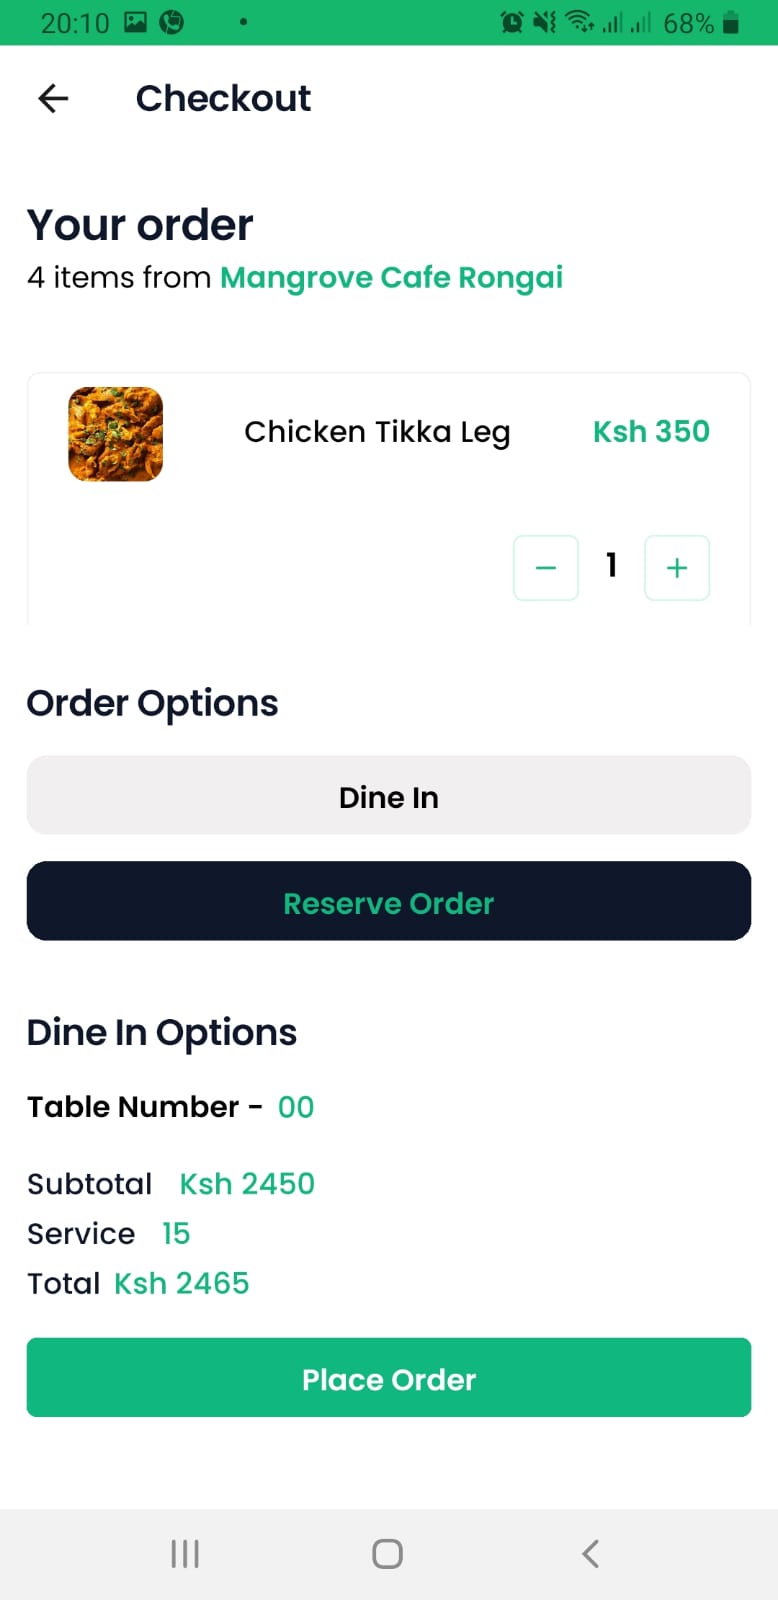 20:10 68%
Checkout
Your order
4 items from Mangrove Cafe Rongai
Chicken Tikka Leg Ksh 350
− 1 +
Order Options
Dine In
Reserve Order
Dine In Options
Table Number - 00
Subtotal Ksh 2450
Service 15
Total Ksh 2465
Place Order